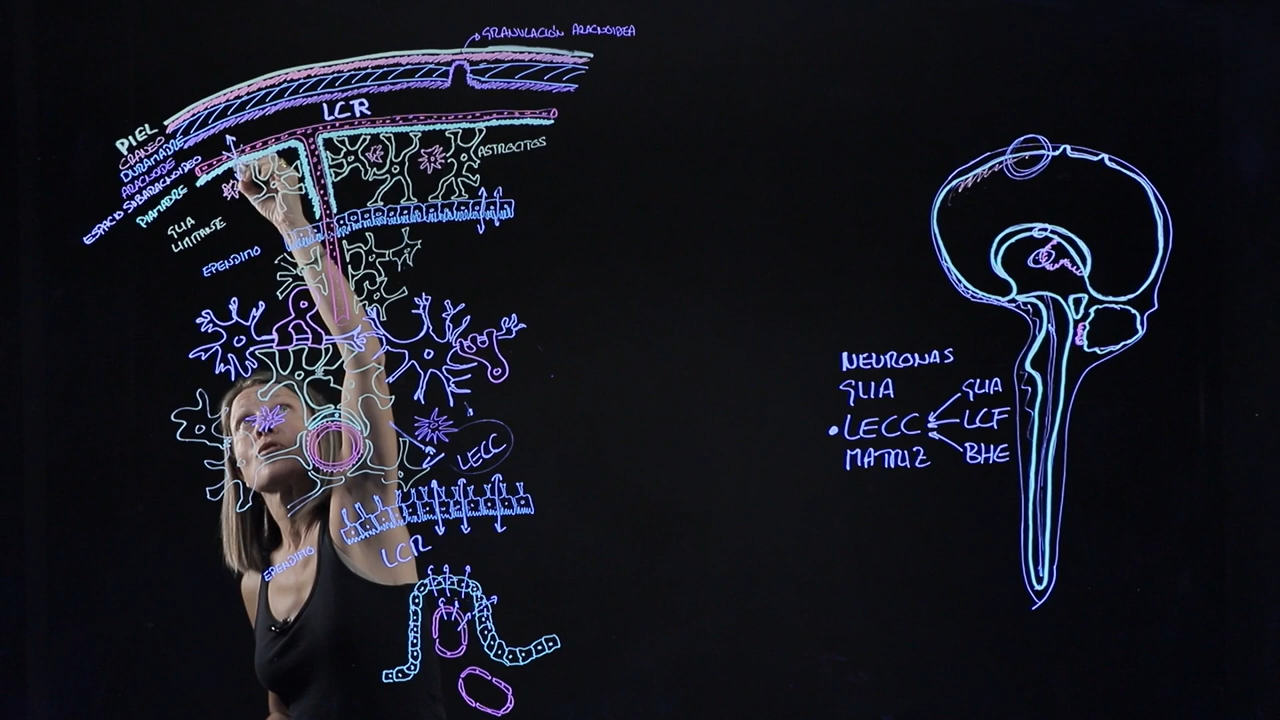 GRANULACIÓN ARACNOIDEA
LCR
PIEL
CRANEO
DURAMADRE
ARACNOIDE
ESPACIO SUBARACNOIDEO
PIAMADRE
GLIA
LIMITANTE
ASTROCITOS
EPENDIMO
LECC
EPENDIMO
LCR
NEURONAS
GLIA
• LECC
MATRIZ
GLIA
LCF
BHE